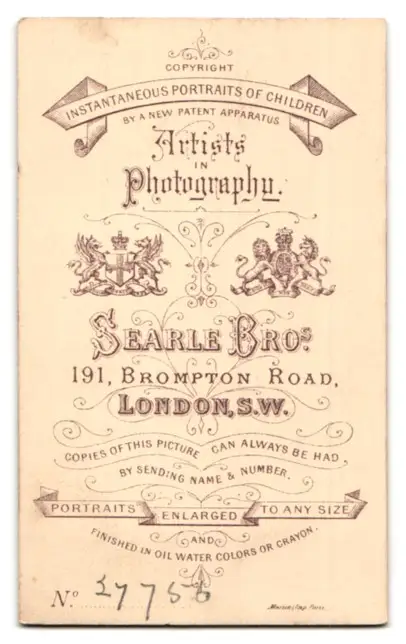 COPYRIGHT
INSTANTANEOUS PORTRAITS OF CHILDREN
BY A NEW PATENT APPARATUS
Artists
IN
Photography.
SEARLE BROS.
191, BROMPTON ROAD,
LONDON, S.W.
COPIES OF THIS PICTURE CAN ALWAYS BE HAD,
BY SENDING NAME & NUMBER.
PORTRAITS ENLARGED TO ANY SIZE
AND
FINISHED IN OIL WATER COLORS OR CRAYON.
No.
Imp. Paris.